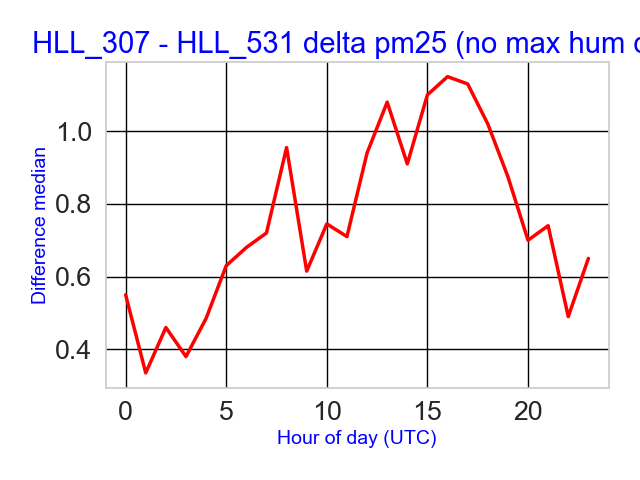 HLL_307 - HLL_531 delta pm25 (no max hum
Difference median
1.0
0.8
0.6
0.4
0 5 10 15 20
Hour of day (UTC)